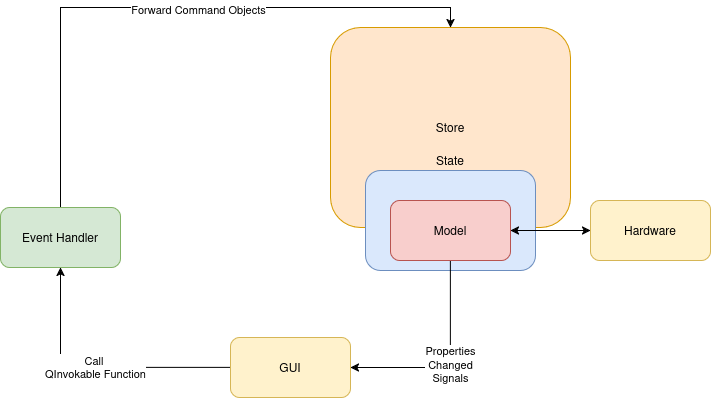 Forward Command Objects
Store
State
Model
Hardware
Event Handler
Properties
Changed
Signals
Call
QInvokable Function
GUI